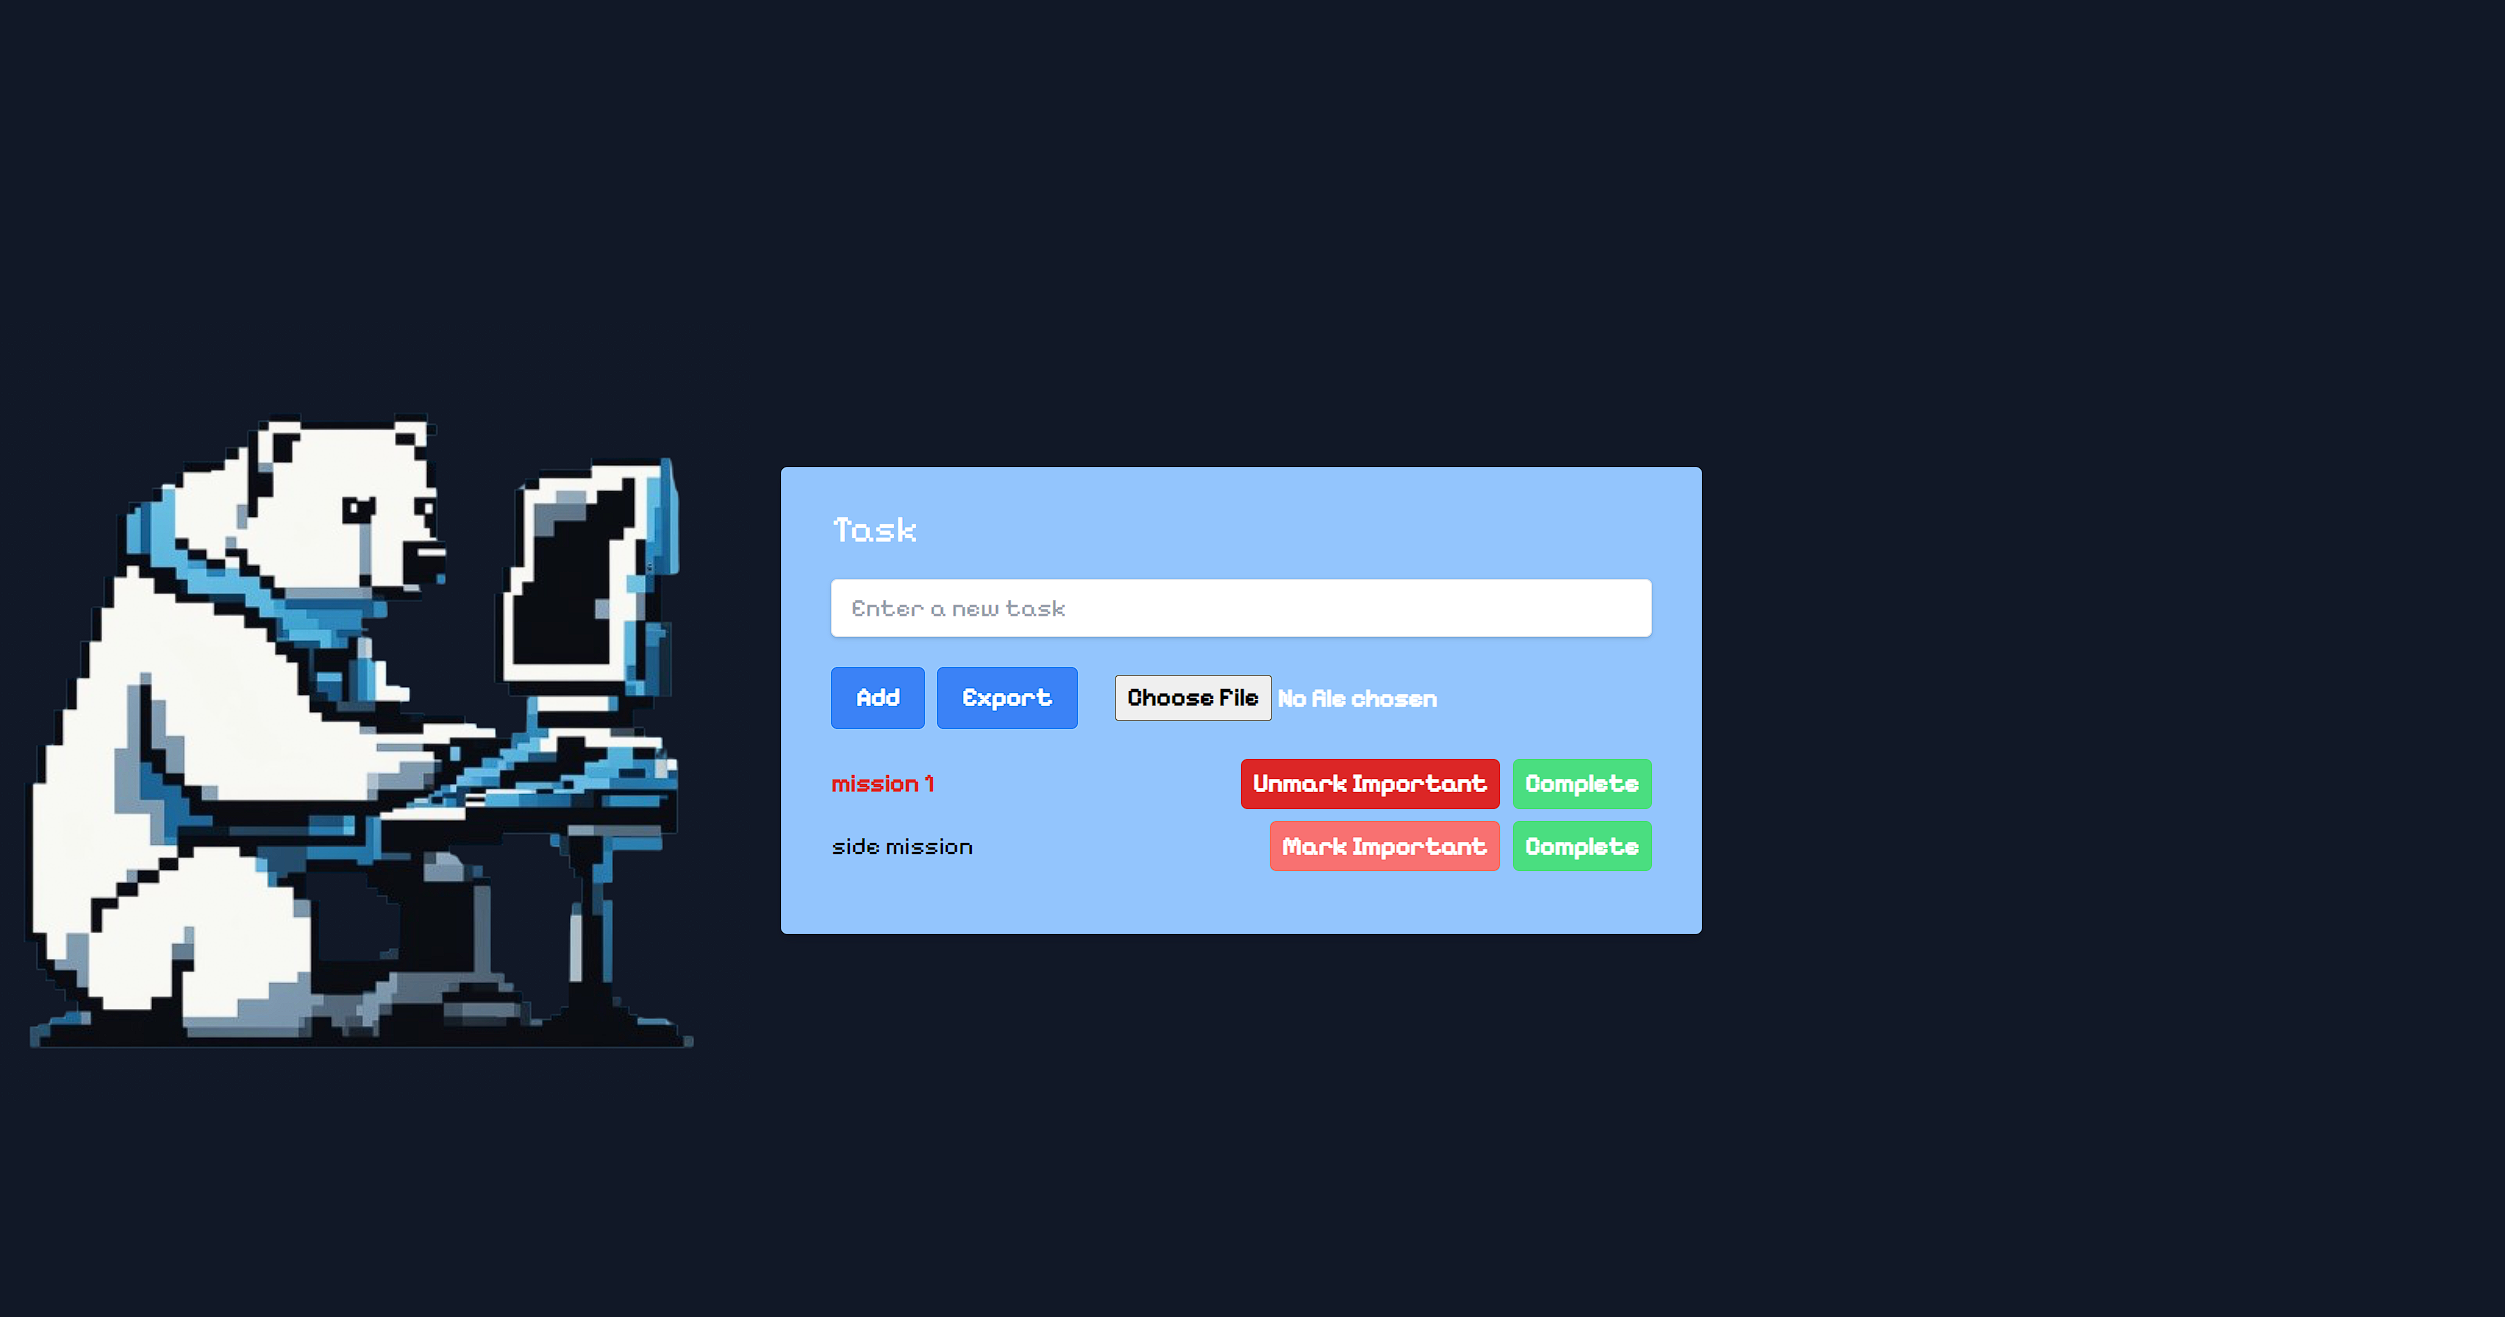 Task
Enter a new task
Add Export Choose File No file chosen
mission 1 Unmark Important Complete
side mission Mark Important Complete